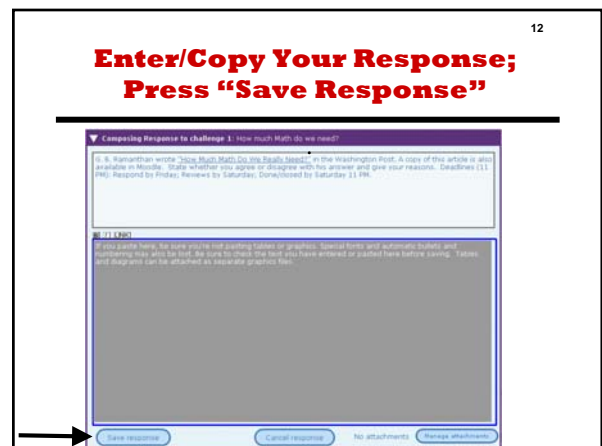 12
Enter/Copy Your Response;
Press “Save Response”
▼ Composing Response to challenge 1: How much Math do we need?
G. B. Ramanthan wrote "How Much Math Do We Really Need?" in the Washington Post. A copy of this article is also
available in Moodle. State whether you agree or disagree with his answer and give your reasons. Deadlines (11
PM): Respond by Friday; Reviews by Saturday; Done/closed by Saturday 11 PM.
B I LINK
If you paste here, be sure you're not pasting tables or graphics. Special fonts and automatic bullets and
numbering may also be lost. Be sure to check the text you have entered or pasted here before saving. Tables
and diagrams can be attached as separate graphics files.
Save response Cancel response No attachments Manage attachments